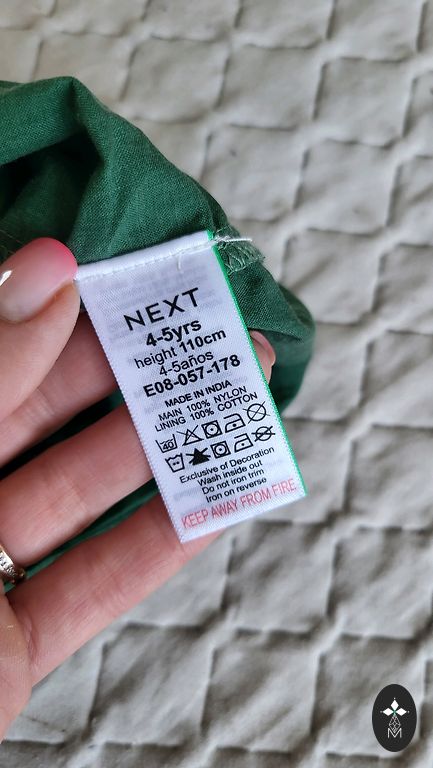 NEXT
4-5yrs
height 110cm
4-5años
E08-057-178
MADE IN INDIA
MAIN 100% NYLON
LINING 100% COTTON
40
Exclusive of Decoration
Wash inside out
Do not iron trim
Iron on reverse
KEEP AWAY FROM FIRE
M